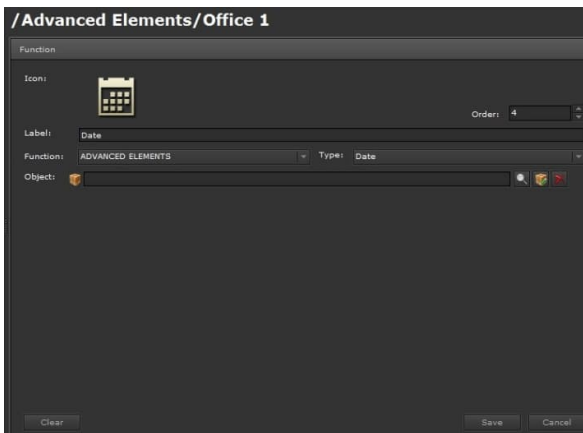 /Advanced Elements/Office 1
Function
Icon:
Order: 4
Label: Date
Function: ADVANCED ELEMENTS Type: Date
Object:
Clear Save Cancel